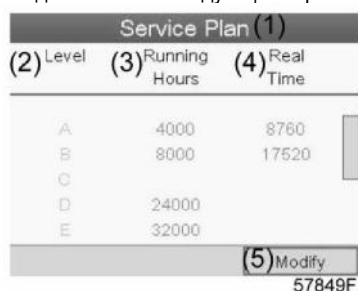 Service Plan (1)
(2) Level (3) Running Hours (4) Real Time
A 4000 8760
B 8000 17520
C
D 24000
E 32000
(5) Modify
57849F